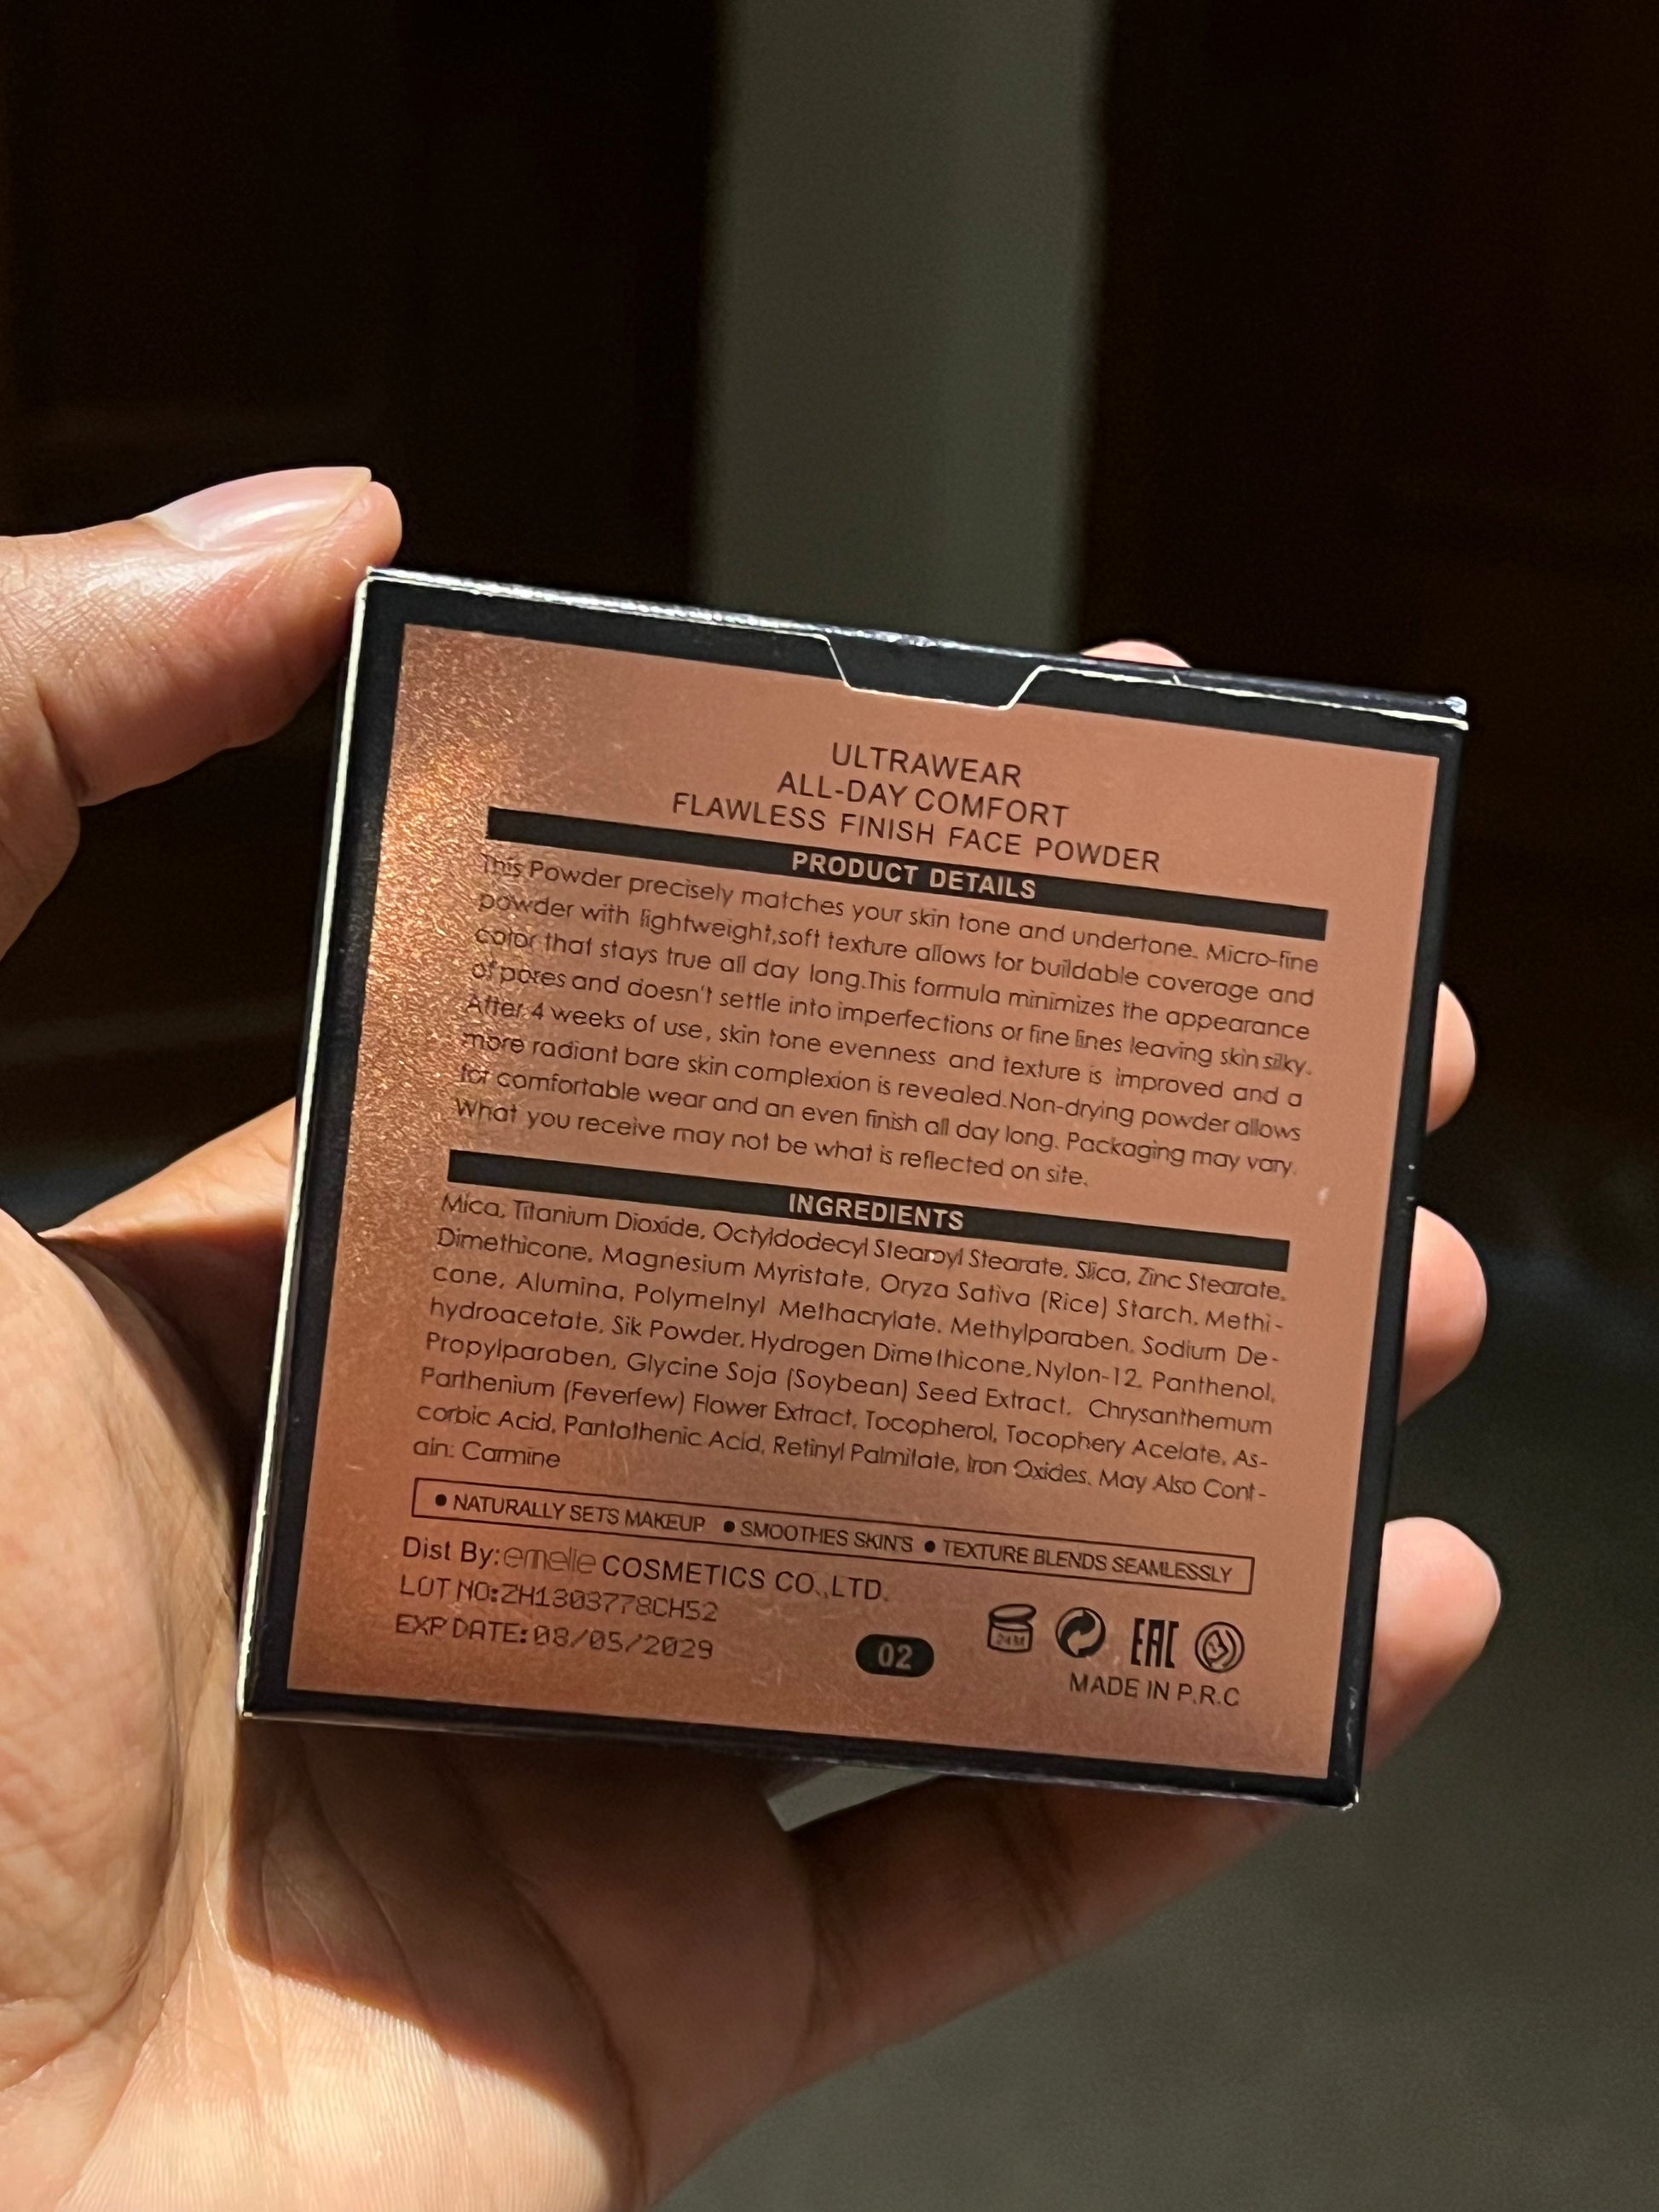 ULTRAWEAR
ALL-DAY COMFORT
FLAWLESS FINISH FACE POWDER
PRODUCT DETAILS
This Powder precisely matches your skin tone and undertone. Micro-fine
powder with lightweight,soft texture allows for buildable coverage and
color that stays true all day long.This formula minimizes the appearance
of pores and doesn't settle into imperfections or fine lines leaving skin silky.
After 4 weeks of use, skin tone evenness and texture is improved and a
more radiant bare skin complexion is revealed.Non-drying powder allows
for comfortable wear and an even finish all day long. Packaging may vary.
What you receive may not be what is reflected on site.
INGREDIENTS
Mica, Titanium Dioxide, Octyldodecyl Stearoyl Stearate, Slica, Zinc Stearate,
Dimethicone, Magnesium Myristate, Oryza Sativa (Rice) Starch, Methi-
cone, Alumina, Polymelnyl Methacrylate, Methylparaben, Sodium De-
hydroacetate, Sik Powder, Hydrogen Dimethicone, Nylon-12, Panthenol,
Propylparaben, Glycine Soja (Soybean) Seed Extract, Chrysanthemum
Parthenium (Feverfew) Flower Extract, Tocopherol, Tocophery Acelate, As-
corbic Acid, Pantothenic Acid, Retinyl Palmitate, Iron Oxides. May Also Cont-
ain: Carmine
• NATURALLY SETS MAKEUP • SMOOTHES SKIN'S • TEXTURE BLENDS SEAMLESSLY
Dist By: emelie COSMETICS CO.,LTD.
LOT NO:ZH1303778CH52
EXP DATE:08/05/2029
02
24M
EAC
MADE IN P.R.C